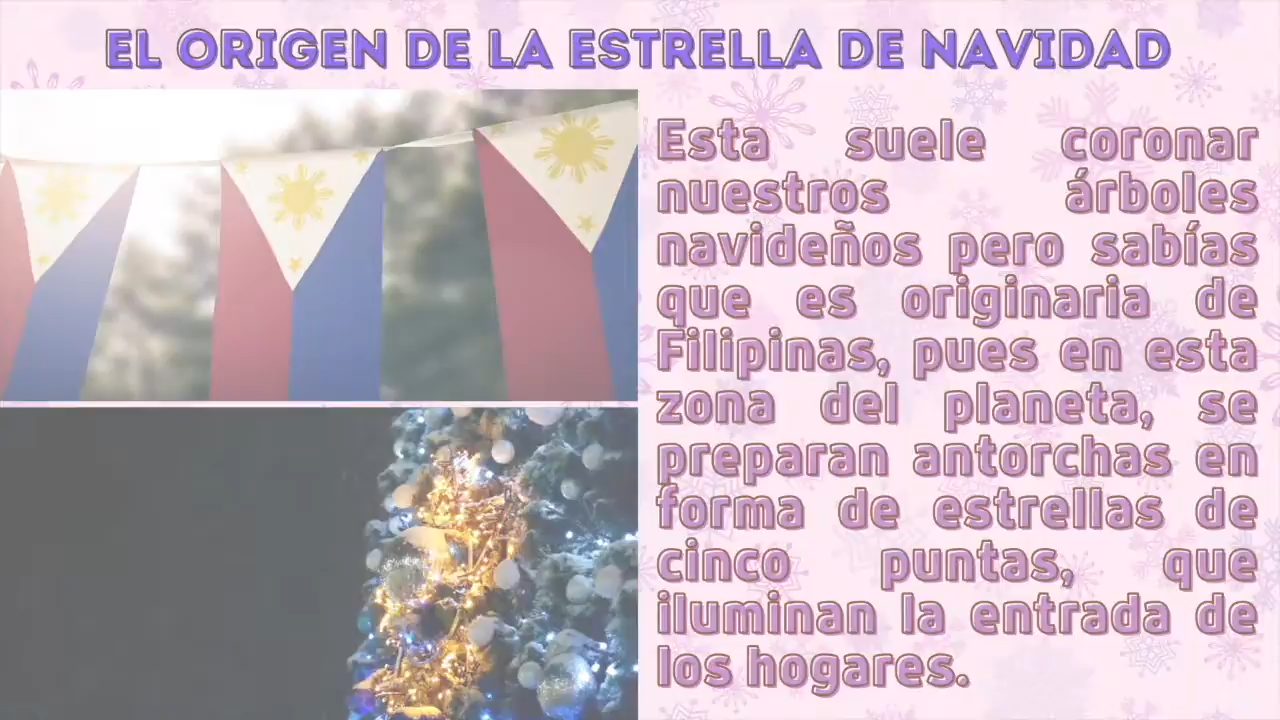 EL ORIGEN DE LA ESTRELLA DE NAVIDAD
Esta suele coronar
nuestros árboles
navideños pero sabías
que es originaria de
Filipinas, pues en esta
zona del planeta, se
preparan antorchas en
forma de estrellas de
cinco puntas, que
iluminan la entrada de
los hogares.